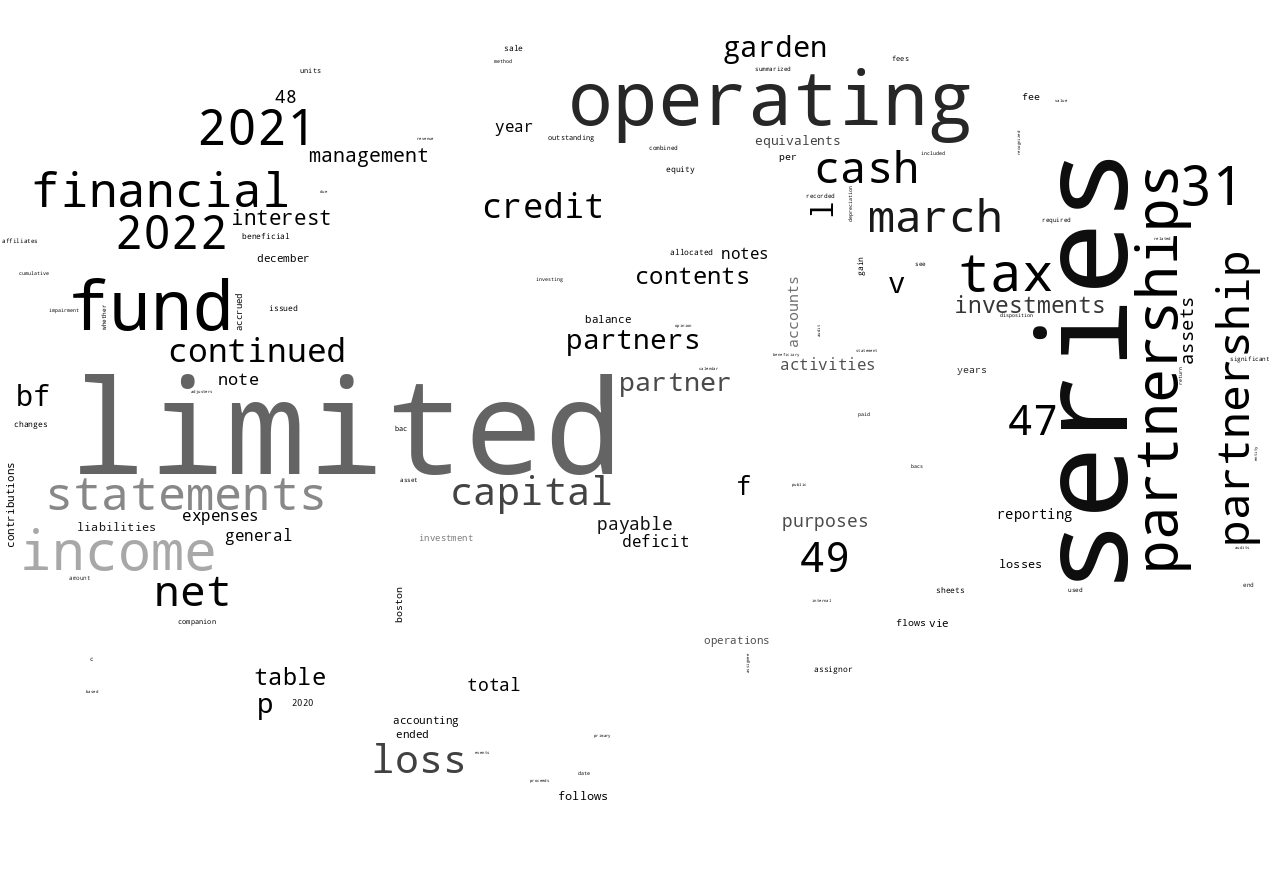 garden
sale
method
fees
summarized
units
operating
48
fee
value
2021
year
outstanding
revenue
equivalents
recognized
management
combined
per
included
cash
equity
31
financial
due
credit
recorded
l
depreciation
march
series
partnerships
interest
2022
required
affiliates
beneficial
related
december
allocated
notes
see
gain
cumulative
contents
investing
v
tax
investments
fund
impairment
whether
accrued
issued
accounts
disposition
assets
partnership
balance
opinion
audit
partners
continued
statement
beneficiary
activities
significant
note
calendar
years
return
partner
adjusters
bf
limited
changes
bac
paid
47
entity
bacs
asset
public
f
statements
capital
contributions
expenses
liabilities
general
payable
purposes
reporting
investment
deficit
audits
income
49
losses
amount
net
end
sheets
used
internal
boston
companion
flows
vie
operations
c
assignee
assignor
table
total
based
p
2020
accounting
ended
primary
events
loss
date
proceeds
follows